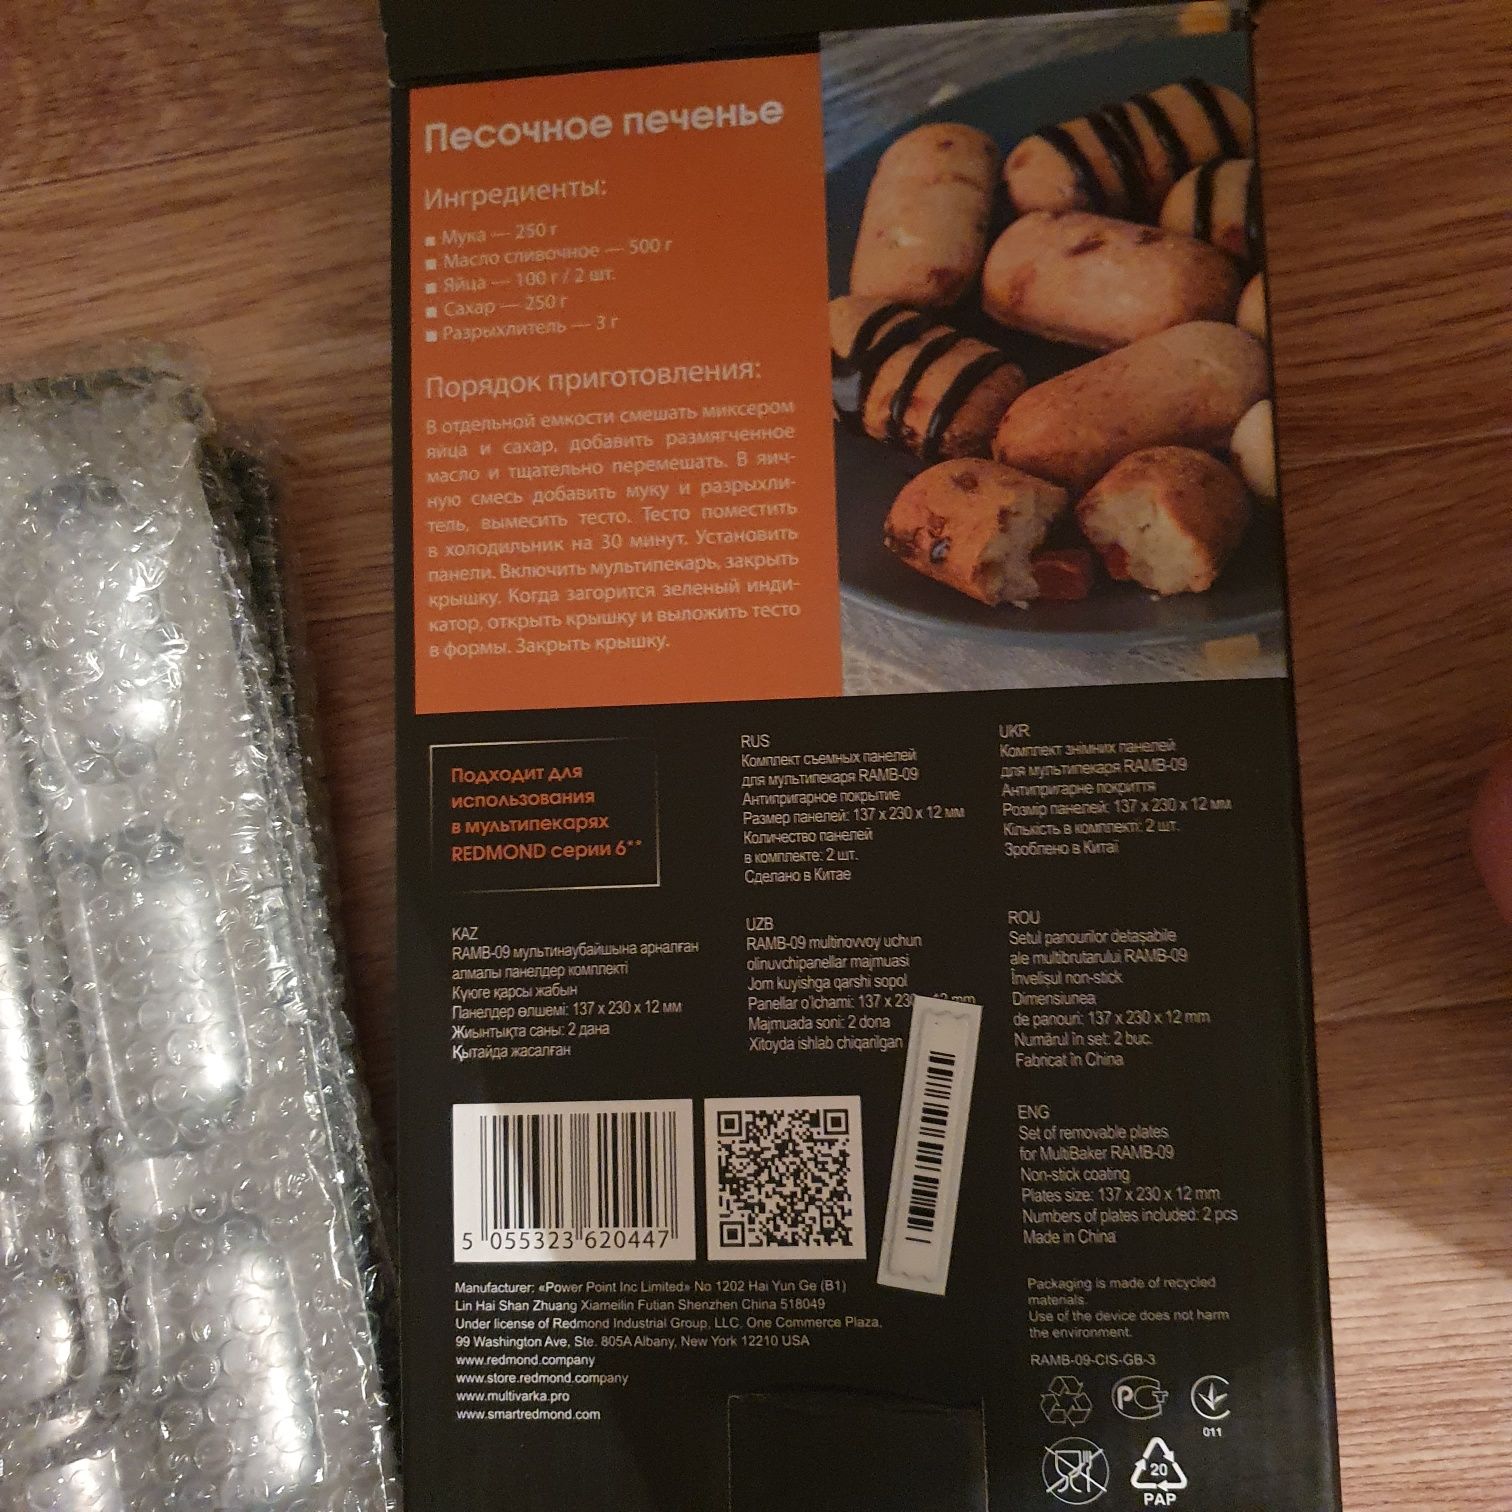 Песочное печенье
Ингредиенты:
Мука — 250 г
Масло сливочное — 500 г
Яйца — 100 г / 2 шт.
Сахар — 250 г
Разрыхлитель — 3 г
Порядок приготовления:
В отдельной емкости смешать миксером
яйца и сахар, добавить размягченное
масло и тщательно перемешать. В яич-
ную смесь добавить муку и разрыхли-
тель, вымесить тесто. Тесто поместить
в холодильник на 30 минут. Установить
панели. Включить мультипекарь, закрыть
крышку. Когда загорится зеленый инди-
катор, открыть крышку и выложить тесто
в формы. Закрыть крышку.
Подходит для
использования
в мультипекарях
REDMOND серии 6**
RUS
Комплект съемных панелей
для мультипекаря RAMB-09
Антипригарное покрытие
Размер панелей: 137 x 230 x 12 мм
Количество панелей
в комплекте: 2 шт.
Сделано в Китае
UKR
Комплект знімних панелей
для мультипекаря RAMB-09
Антипригарне покриття
Розмір панелей: 137 x 230 x 12 мм
Кількість в комплекті: 2 шт.
Зроблено в Китаї
KAZ
RAMB-09 мультинаубайшына арналған
алмалы панелдер комплекті
Күюге қарсы жабын
Панелдер өлшемі: 137 x 230 x 12 мм
Жиынтықта саны: 2 дана
Қытайда жасалған
UZB
RAMB-09 multinovvoy uchun
olinuvchipanellar majmuasi
Jom kuyishga qarshi sopol
Panellar o'lchami: 137 x 230 x 12 mm
Majmuada soni: 2 dona
Xitoyda ishlab chiqarilgan
ROU
Setul panourilor detașabile
ale multibrutarului RAMB-09
Învelișul non-stick
Dimensiunea
de panouri: 137 x 230 x 12 mm
Numărul în set: 2 buc.
Fabricat în China
ENG
Set of removable plates
for MultiBaker RAMB-09
Non-stick coating
Plates size: 137 x 230 x 12 mm
Numbers of plates included: 2 pcs
Made in China
5 055323 620447
Manufacturer: «Power Point Inc Limited» No 1202 Hai Yun Ge (B1)
Lin Hai Shan Zhuang Xiameilin Futian Shenzhen China 518049
Under license of Redmond Industrial Group, LLC. One Commerce Plaza,
99 Washington Ave, Ste. 805A Albany, New York 12210 USA
www.redmond.company
www.store.redmond.company
www.multivarka.pro
www.smartredmond.com
Packaging is made of recycled
materials.
Use of the device does not harm
the environment.
RAMB-09-CIS-GB-3
РСТ
011
20
PAP